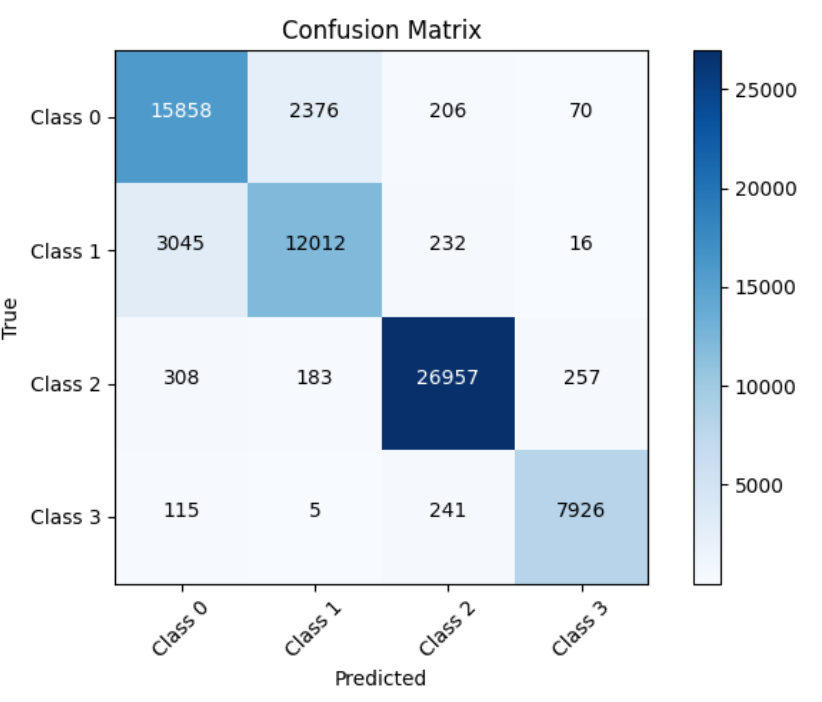 Confusion Matrix
Class 0 15858 2376 206 70
Class 1 3045 12012 232 16
Class 2 308 183 26957 257
Class 3 115 5 241 7926
Class 0 Class 1 Class 2 Class 3
Predicted
True
25000
20000
15000
10000
5000